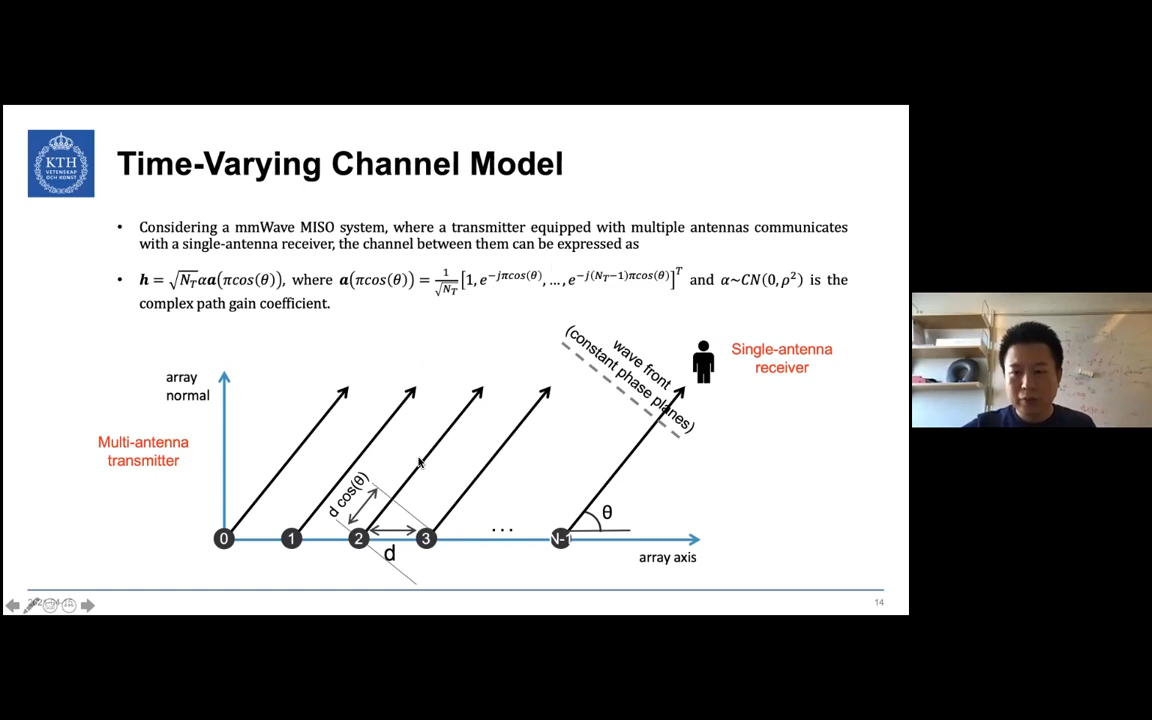 KTH
VETENSKAP
OCH KONST
Time-Varying Channel Model
• Considering a mmWave MISO system, where a transmitter equipped with multiple antennas communicates
with a single-antenna receiver, the channel between them can be expressed as
• h = √N_T αa(πcos(θ)), where a(πcos(θ)) = 1/√N_T [1, e^{-jπcos(θ)}, …, e^{-j(N_T-1)πcos(θ)}]^T and α~CN(0, ρ²) is the
complex path gain coefficient.
wave front
(constant phase planes)
Single-antenna
receiver
array
normal
Multi-antenna
transmitter
d cos(θ)
θ
0 1 2 3 ... N-1
d
array axis
14